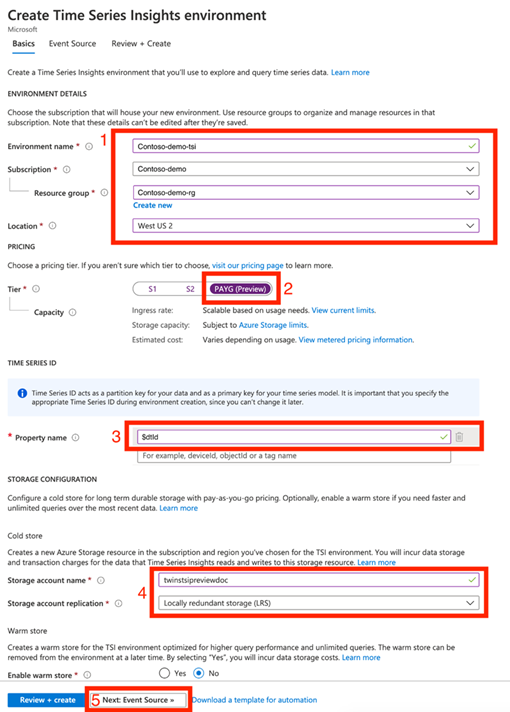 Create Time Series Insights environment
Microsoft
Basics Event Source Review + Create
Create a Time Series Insights environment that you'll use to explore and query time series data. Learn more
ENVIRONMENT DETAILS
Choose the subscription that will house your new environment. Use resource groups to organize and manage resources in that
subscription. Note that these details can't be edited after they're saved.
1
Environment name * Contoso-demo-tsi
Subscription * Contoso-demo
Resource group * Contoso-demo-rg
Create new
Location * West US 2
PRICING
Choose a pricing tier. If you aren't sure which tier to choose, visit our pricing page to learn more.
Tier * S1 S2 PAYG (Preview) 2
Capacity Ingress rate: Scalable based on usage needs. View current limits.
Storage capacity: Subject to Azure Storage limits.
Estimated cost: Varies depending on usage. View metered pricing information.
TIME SERIES ID
Time Series ID acts as a partition key for your data and as a primary key for your time series model. It is important that you specify the
appropriate Time Series ID during environment creation, since you can't change it later.
* Property name 3 $dtId
For example, deviceId, objectId or a tag name
STORAGE CONFIGURATION
Configure a cold store for long term durable storage with pay-as-you-go pricing. Optionally, enable a warm store if you need faster and
unlimited queries over the most recent data. Learn more
Cold store
Creates a new Azure Storage resource in the subscription and region you've chosen for the TSI environment. You will incur data storage
and transaction charges for the data that Time Series Insights reads and writes to this storage resource. Learn more
Storage account name * twinstsipreviewdoc
4
Storage account replication * Locally redundant storage (LRS)
Warm store
Creates a warm store for the TSI environment optimized for higher query performance and unlimited queries. The warm store can be
removed from the environment at a later time. By selecting "Yes", you will incur data storage costs. Learn more
Enable warm store * Yes No
Review + create 5 Next: Event Source » Download a template for automation